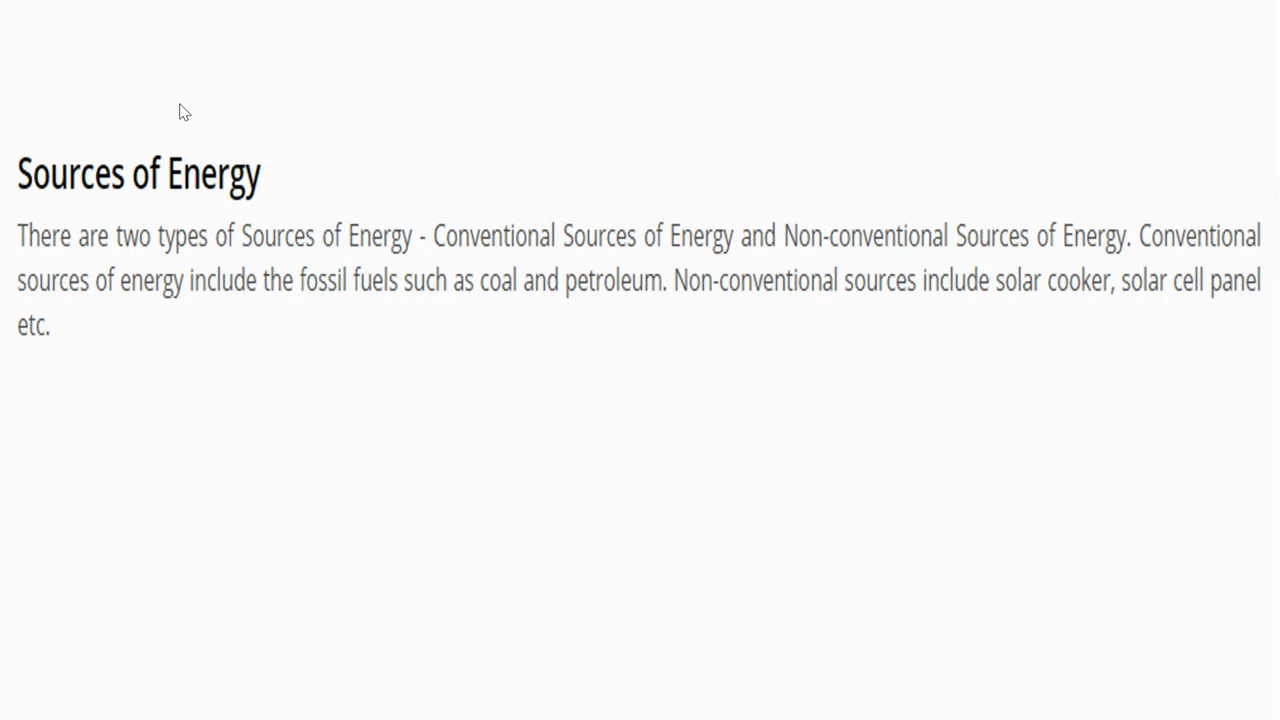 Sources of Energy
There are two types of Sources of Energy - Conventional Sources of Energy and Non-conventional Sources of Energy. Conventional
sources of energy include the fossil fuels such as coal and petroleum. Non-conventional sources include solar cooker, solar cell panel
etc.